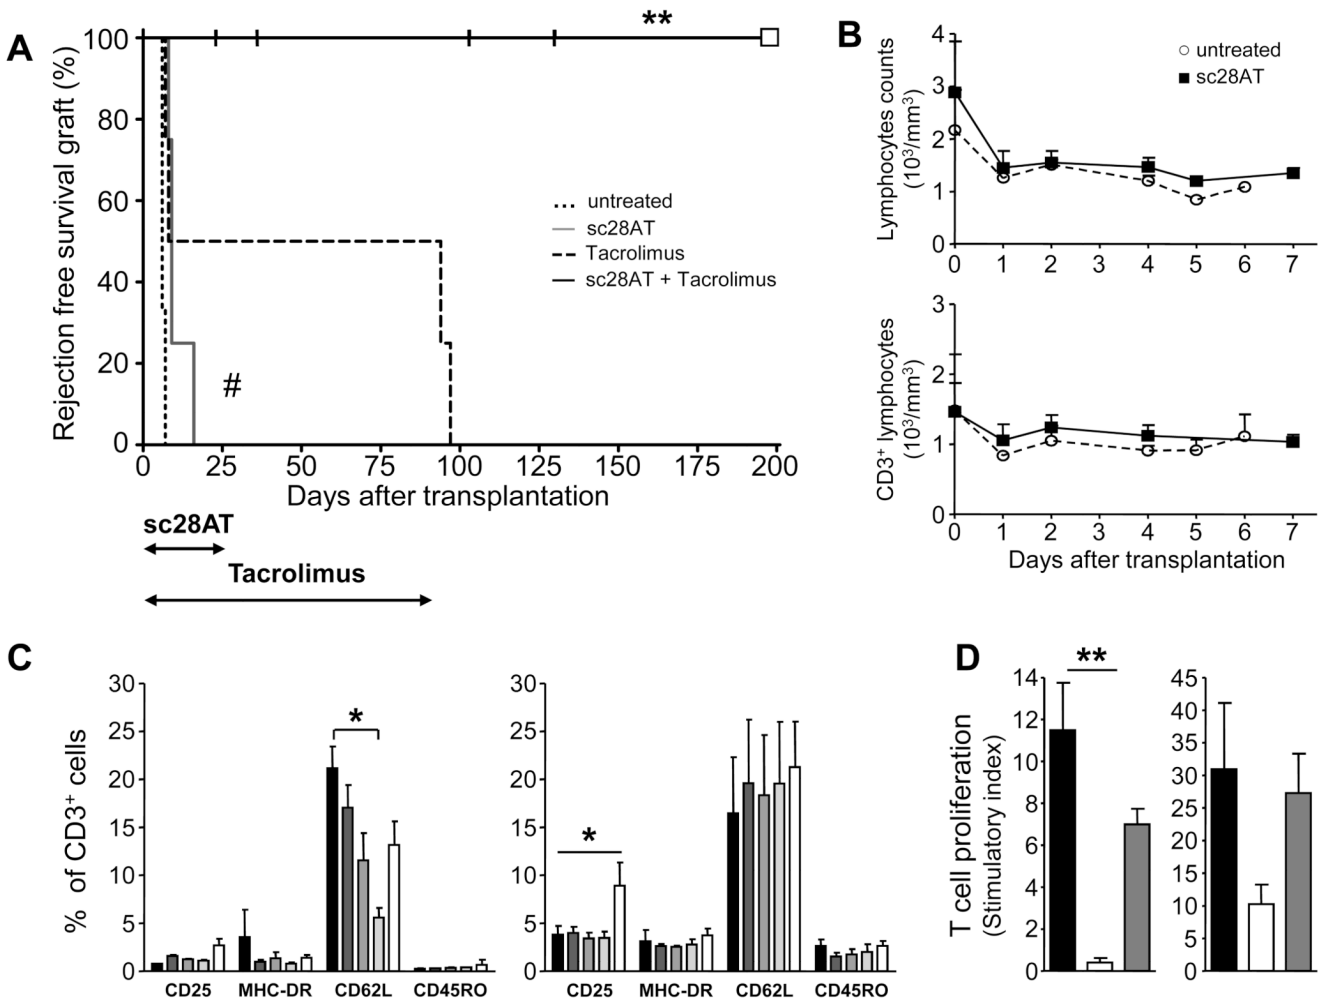 A
Rejection free survival graft (%)
100
80
60
40
20
0
**
#
untreated
sc28AT
Tacrolimus
sc28AT + Tacrolimus
0 25 50 75 100 125 150 175 200
Days after transplantation
sc28AT
Tacrolimus
B
Lymphocytes counts
(10³/mm³)
4
3
2
1
0
untreated
sc28AT
0 1 2 3 4 5 6 7
CD3⁺ lymphocytes
(10³/mm³)
3
2
1
0
0 1 2 3 4 5 6 7
Days after transplantation
C
% of CD3⁺ cells
30
25
20
15
10
5
0
*
CD25 MHC-DR CD62L CD45RO
30
25
20
15
10
5
0
*
CD25 MHC-DR CD62L CD45RO
D
T cell proliferation
(Stimulatory index)
14
12
10
8
6
4
2
0
**
45
40
35
30
25
20
15
10
5
0